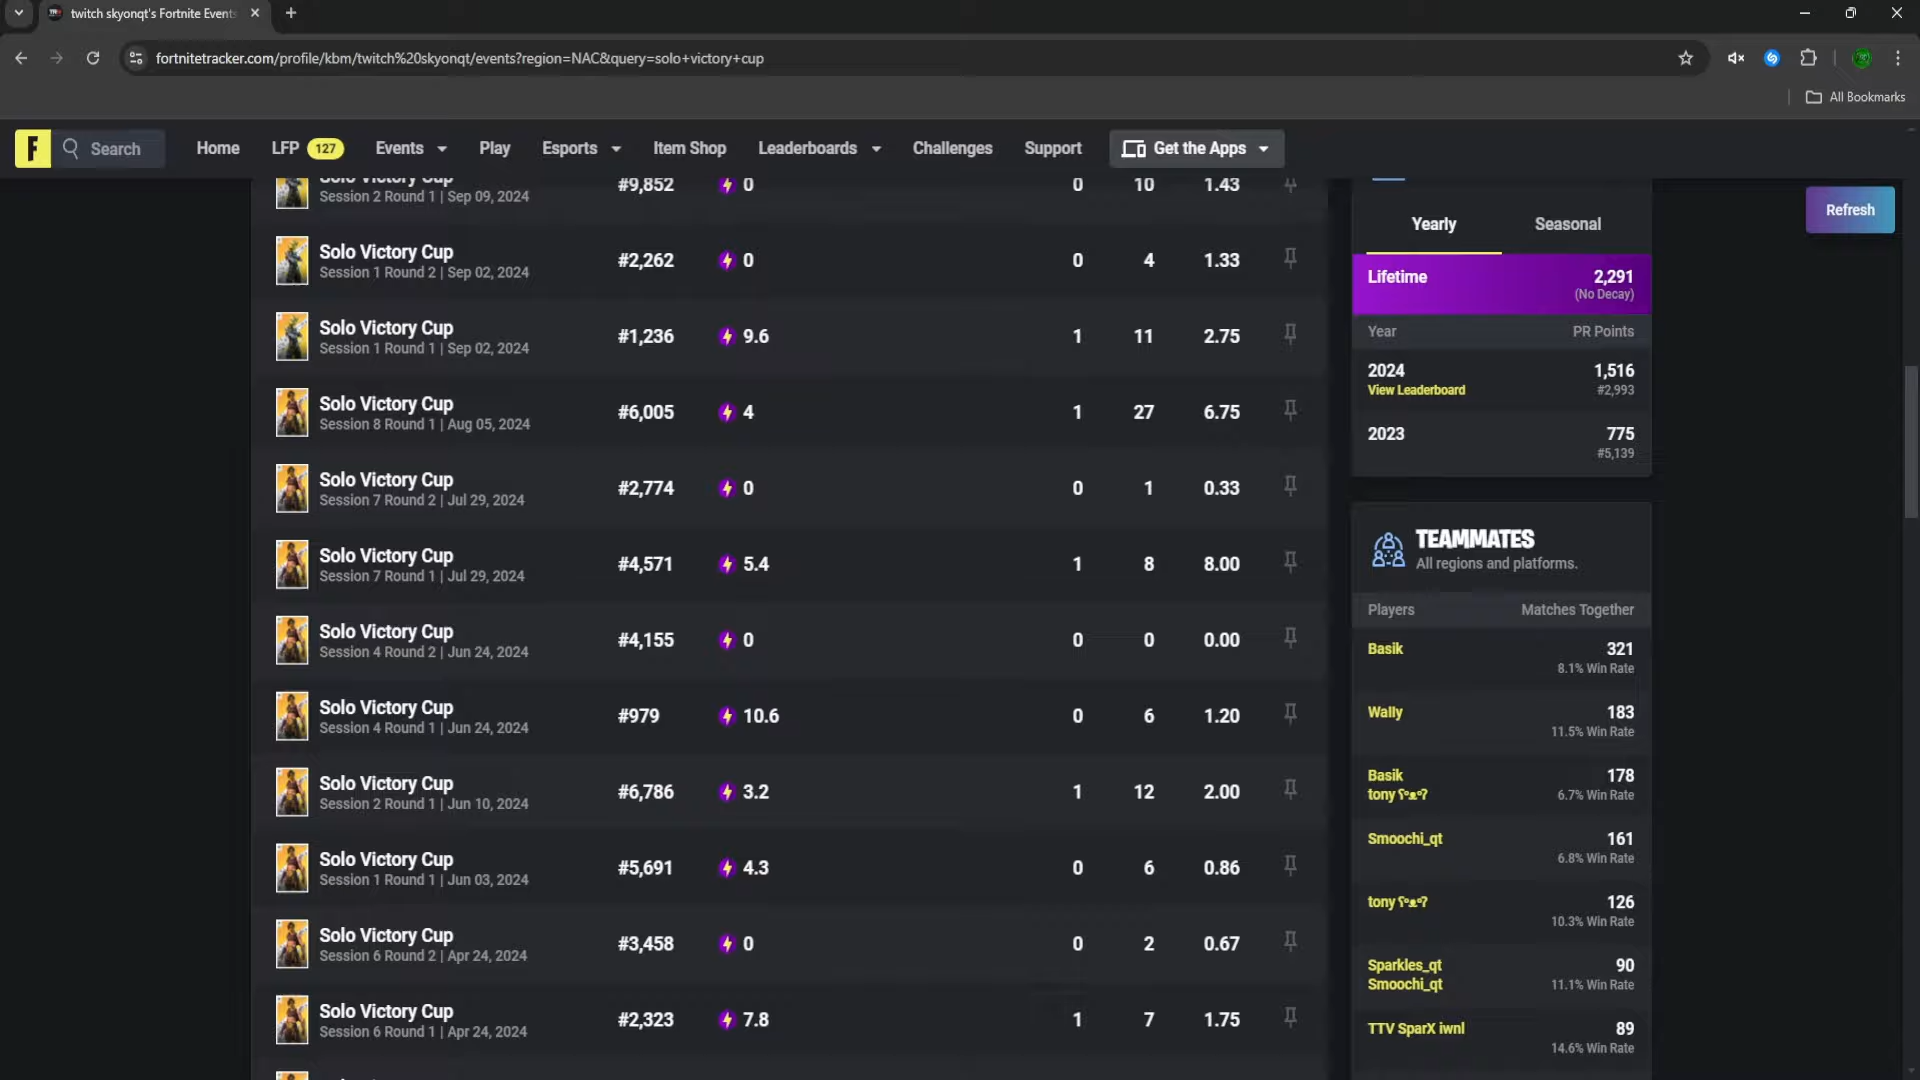 twitch skyonqt's Fortnite Events
fortnitetracker.com/profile/kbm/twitch%20skyonqt/events?region=NAC&query=solo+victory+cup
All Bookmarks
F Search Home LFP 127 Events Play Esports Item Shop Leaderboards Challenges Support Get the Apps
Refresh
Solo Victory Cup #9,852 0 0 10 1.43
Session 2 Round 1 | Sep 09, 2024
Solo Victory Cup #2,262 0 0 4 1.33
Session 1 Round 2 | Sep 02, 2024
Solo Victory Cup #1,236 9.6 1 11 2.75
Session 1 Round 1 | Sep 02, 2024
Solo Victory Cup #6,005 4 1 27 6.75
Session 8 Round 1 | Aug 05, 2024
Solo Victory Cup #2,774 0 0 1 0.33
Session 7 Round 2 | Jul 29, 2024
Solo Victory Cup #4,571 5.4 1 8 8.00
Session 7 Round 1 | Jul 29, 2024
Solo Victory Cup #4,155 0 0 0 0.00
Session 4 Round 2 | Jun 24, 2024
Solo Victory Cup #979 10.6 0 6 1.20
Session 4 Round 1 | Jun 24, 2024
Solo Victory Cup #6,786 3.2 1 12 2.00
Session 2 Round 1 | Jun 10, 2024
Solo Victory Cup #5,691 4.3 0 6 0.86
Session 1 Round 1 | Jun 03, 2024
Solo Victory Cup #3,458 0 0 2 0.67
Session 6 Round 2 | Apr 24, 2024
Solo Victory Cup #2,323 7.8 1 7 1.75
Session 6 Round 1 | Apr 24, 2024
Yearly Seasonal
Lifetime 2,291
(No Decay)
Year PR Points
2024 1,516
View Leaderboard #2,993
2023 775
#5,139
TEAMMATES
All regions and platforms.
Players Matches Together
Basik 321
8.1% Win Rate
Wally 183
11.5% Win Rate
Basik 178
tony ʕᵒᴥᵒʔ 6.7% Win Rate
Smoochi_qt 161
6.8% Win Rate
tony ʕᵒᴥᵒʔ 126
10.3% Win Rate
Sparkles_qt 90
Smoochi_qt 11.1% Win Rate
TTV SparX iwnl 89
14.6% Win Rate